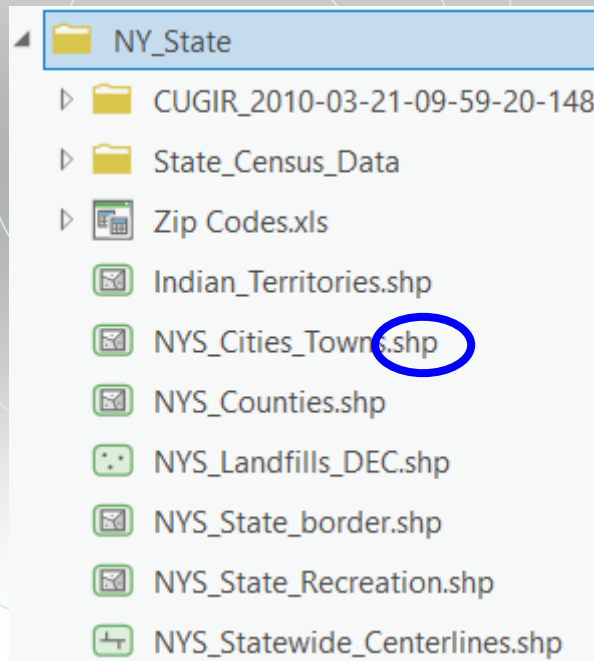 NY_State
CUGIR_2010-03-21-09-59-20-148
State_Census_Data
Zip Codes.xls
Indian_Territories.shp
NYS_Cities_Towns.shp
NYS_Counties.shp
NYS_Landfills_DEC.shp
NYS_State_border.shp
NYS_State_Recreation.shp
NYS_Statewide_Centerlines.shp